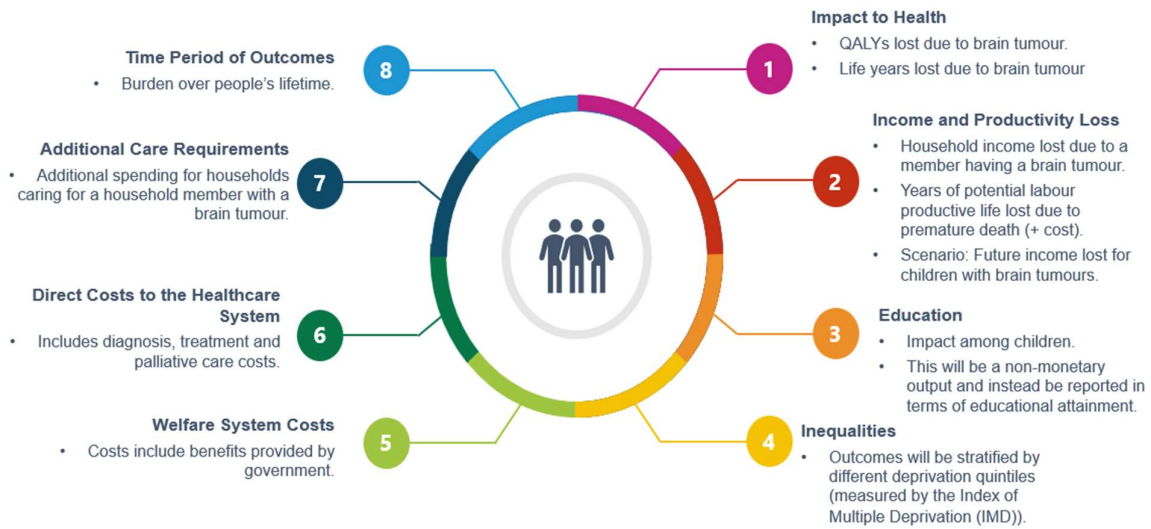 Impact to Health
1
• QALYs lost due to brain tumour.
• Life years lost due to brain tumour
Income and Productivity Loss
2
• Household income lost due to a
member having a brain tumour.
• Years of potential labour
productive life lost due to
premature death (+ cost).
• Scenario: Future income lost for
children with brain tumours.
Education
3
• Impact among children.
• This will be a non-monetary
output and instead be reported in
terms of educational attainment.
Inequalities
4
• Outcomes will be stratified by
different deprivation quintiles
(measured by the Index of
Multiple Deprivation (IMD)).
Welfare System Costs
5
• Costs include benefits provided by
government.
Direct Costs to the Healthcare
System
6
• Includes diagnosis, treatment and
palliative care costs.
Additional Care Requirements
7
• Additional spending for households
caring for a household member with a
brain tumour.
Time Period of Outcomes
8
• Burden over people's lifetime.